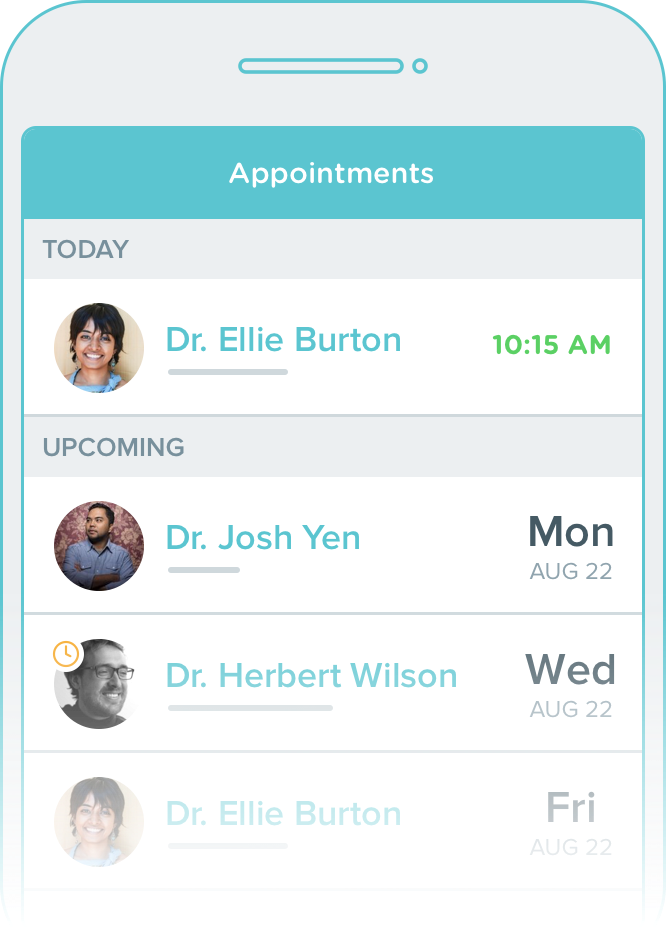 Appointments
TODAY
Dr. Ellie Burton
10:15 AM
UPCOMING
Dr. Josh Yen
Mon
AUG 22
Dr. Herbert Wilson
Wed
AUG 22
Dr. Ellie Burton
Fri
AUG 22